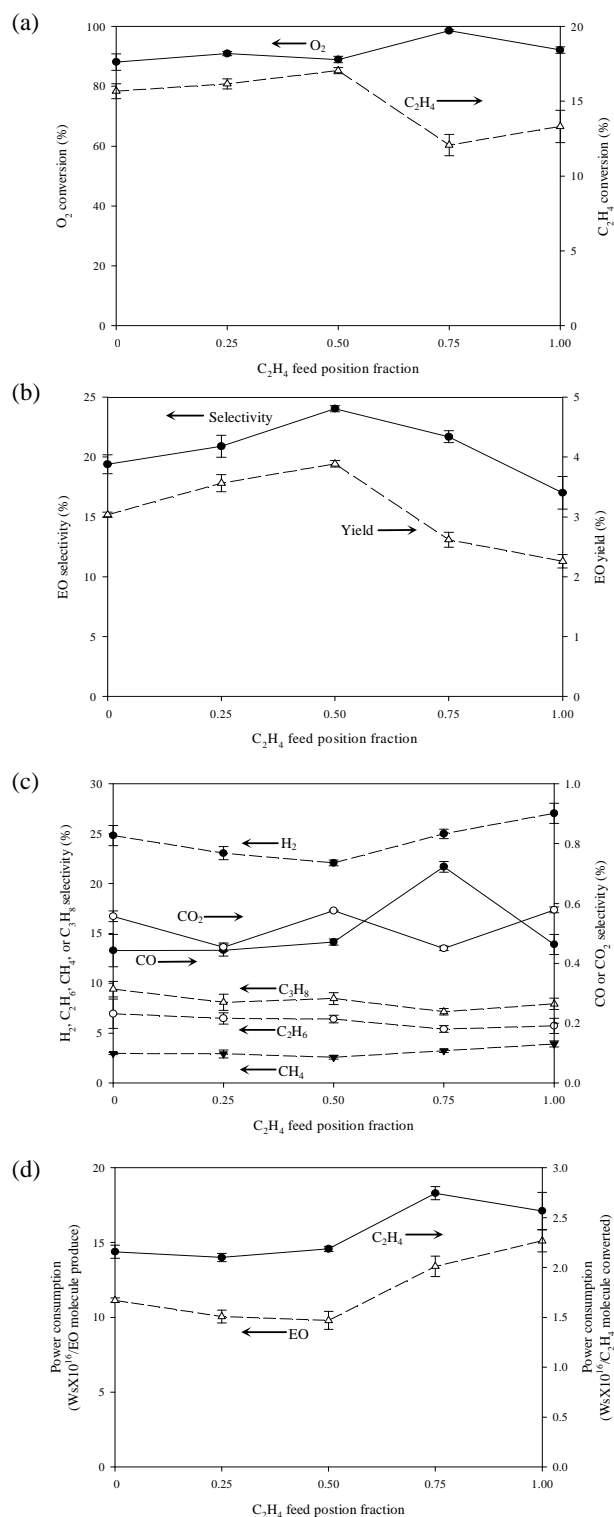 (a)
100
80
60
40
20
0
O₂ conversion (%)
O₂
C₂H₄
20
15
10
5
0
C₂H₄ conversion (%)
0 0.25 0.50 0.75 1.00
C₂H₄ feed position fraction
(b)
25
20
15
10
5
0
EO selectivity (%)
Selectivity
Yield
5
4
3
2
1
0
EO yield (%)
0 0.25 0.50 0.75 1.00
C₂H₄ feed position fraction
(c)
30
25
20
15
10
5
0
H₂, C₂H₆, CH₄, or C₃H₈ selectivity (%)
H₂
CO₂
CO
C₃H₈
C₂H₆
CH₄
1.0
0.8
0.6
0.4
0.2
0.0
CO or CO₂ selectivity (%)
0 0.25 0.50 0.75 1.00
C₂H₄ feed position fraction
(d)
20
15
10
5
0
Power consumption
(WsX10¹⁶/EO molecule produce)
C₂H₄
EO
3.0
2.5
2.0
1.5
1.0
0.5
0.0
Power consumption
(WsX10¹⁶/C₂H₄ molecule converted)
0 0.25 0.50 0.75 1.00
C₂H₄ feed postion fraction